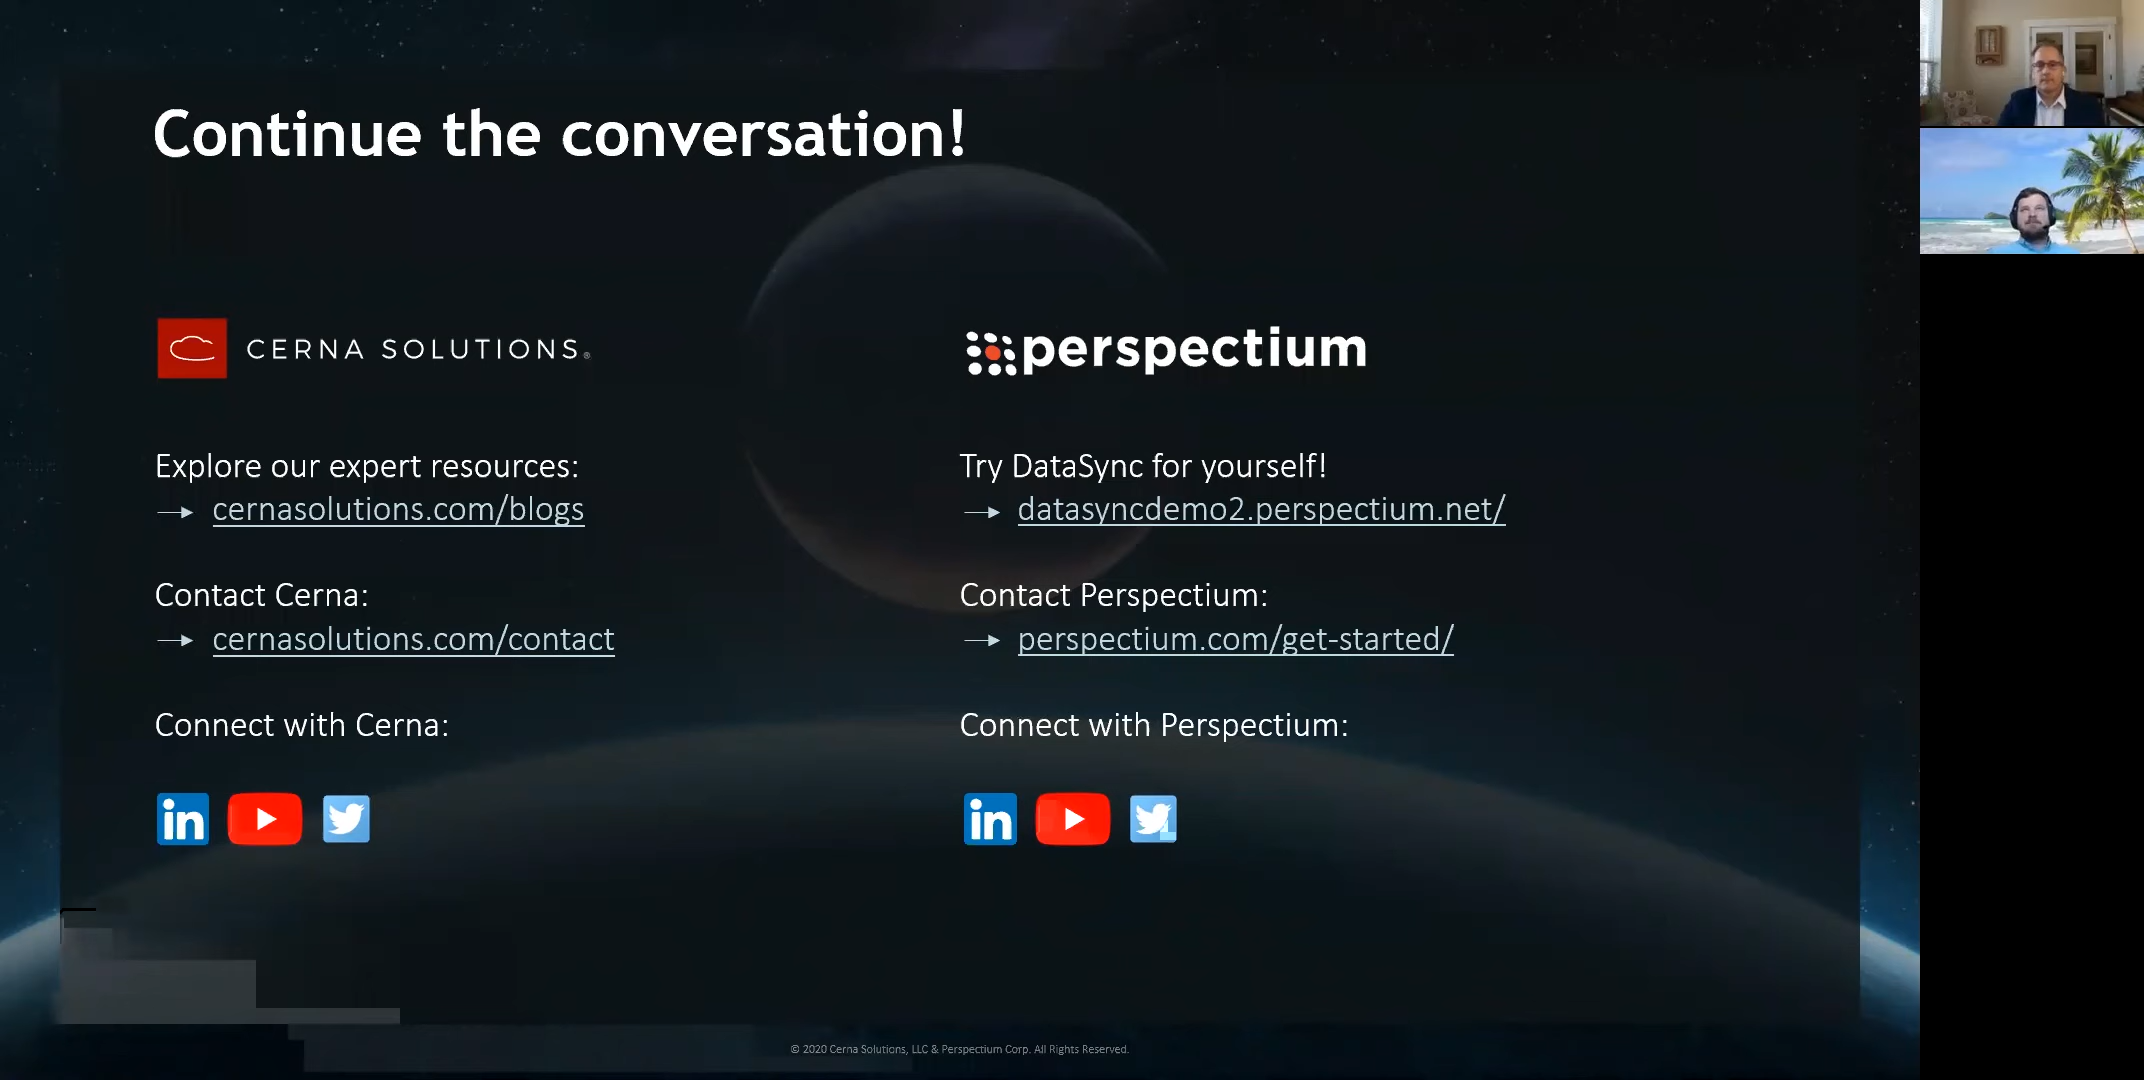 Continue the conversation!
CERNA SOLUTIONS®
Explore our expert resources:
cernasolutions.com/blogs
Contact Cerna:
cernasolutions.com/contact
Connect with Cerna:
in
perspectium
Try DataSync for yourself!
datasyncdemo2.perspectium.net/
Contact Perspectium:
perspectium.com/get-started/
Connect with Perspectium:
in
© 2020 Cerna Solutions, LLC & Perspectium Corp. All Rights Reserved.